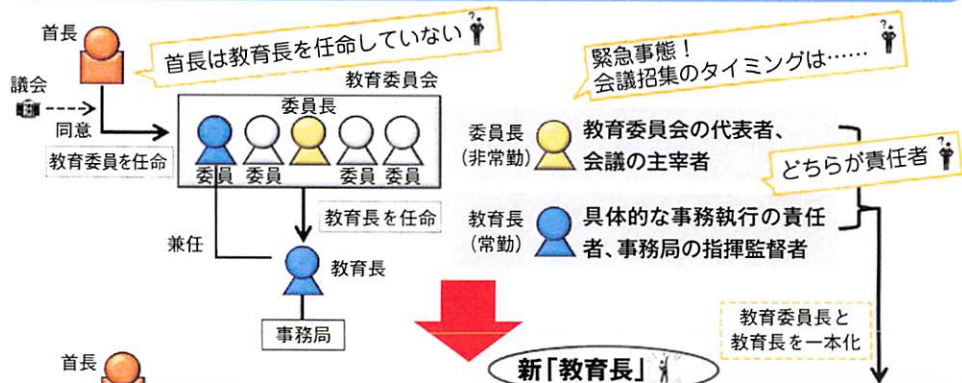 首長
首長は教育長を任命していない
緊急事態！
会議招集のタイミングは……
議会
同意
教育委員を任命
教育委員会
委員長
委員
委員
委員
委員
教育長を任命
兼任
教育長
事務局
委員長
(非常勤)
教育委員会の代表者、
会議の主宰者
どちらが責任者
教育長
(常勤)
具体的な事務執行の責任
者、事務局の指揮監督者
教育委員長と
教育長を一本化
首長
新「教育長」